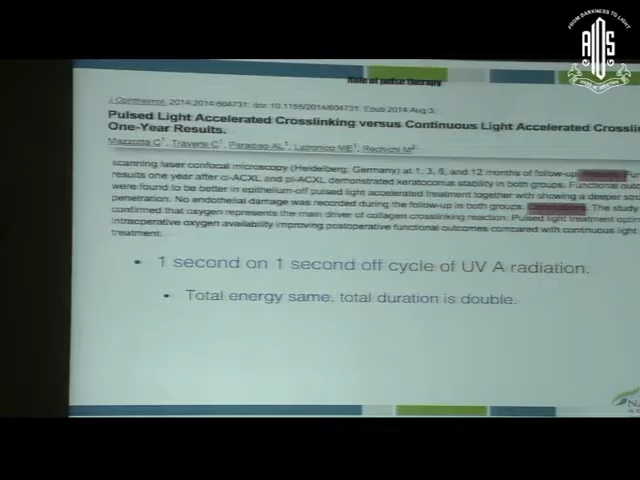 FROM DARKNESS TO LIGHT
Role of pulse therapy
J Ophthalmol. 2014;2014:604731. doi: 10.1155/2014/604731. Epub 2014 Aug 3.
Pulsed Light Accelerated Crosslinking versus Continuous Light Accelerated
One-Year Results.
Mazzotta C, Traversi C, Paradiso AL, Latronico ME, Rechichi M
scanning laser confocal microscopy (Heidelberg, Germany) at 1, 3, 6, and 12 months of follow-up
results one year after cl-ACXL and pl-ACXL demonstrated keratoconus stability in both groups. Functional
were found to be better in epithelium-off pulsed light accelerated treatment together with showing a deeper
penetration. No endothelial damage was recorded during the follow-up in both groups. The study
confirmed that oxygen represents the main driver of collagen crosslinking reaction. Pulsed light treatment
intraoperative oxygen availability improving postoperative functional outcomes compared with continuous light
treatment.
• 1 second on 1 second off cycle of UV A radiation.
• Total energy same, total duration is double.